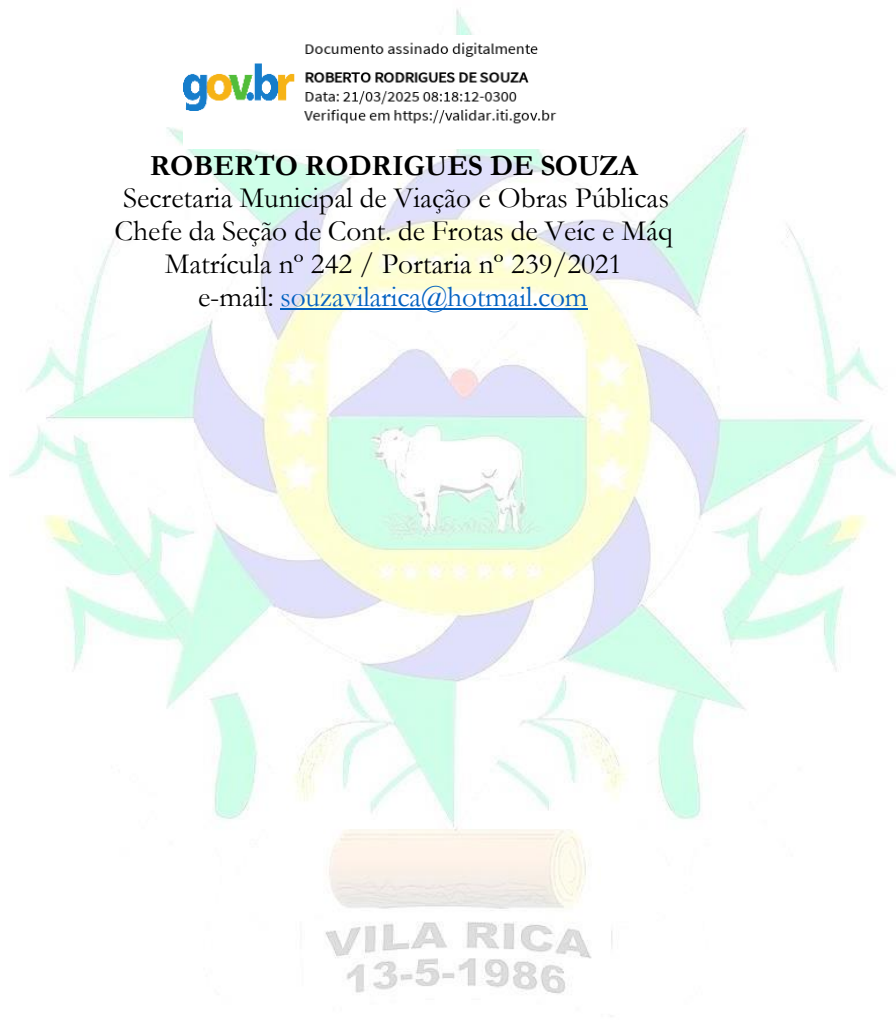 Documento assinado digitalmente
gov.br
ROBERTO RODRIGUES DE SOUZA
Data: 21/03/2025 08:18:12-0300
Verifique em https://validar.iti.gov.br
ROBERTO RODRIGUES DE SOUZA
Secretaria Municipal de Viação e Obras Públicas
Chefe da Seção de Cont. de Frotas de Veíc e Máq
Matrícula nº 242 / Portaria nº 239/2021
e-mail: souzavilarica@hotmail.com
VILA RICA
13-5-1986